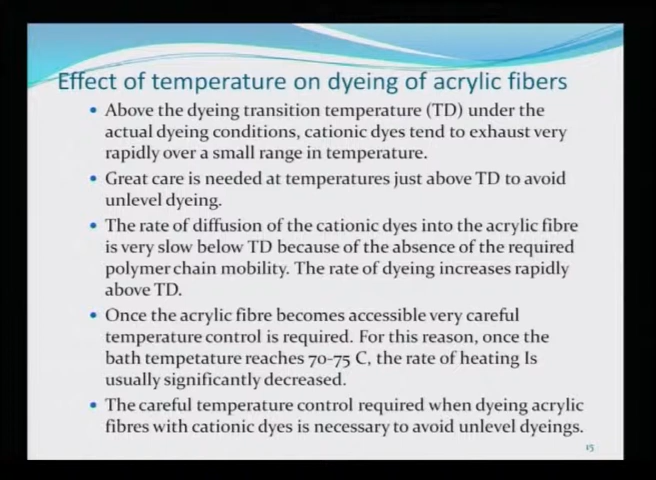 Effect of temperature on dyeing of acrylic fibers
• Above the dyeing transition temperature (TD) under the
actual dyeing conditions, cationic dyes tend to exhaust very
rapidly over a small range in temperature.
• Great care is needed at temperatures just above TD to avoid
unlevel dyeing.
• The rate of diffusion of the cationic dyes into the acrylic fibre
is very slow below TD because of the absence of the required
polymer chain mobility. The rate of dyeing increases rapidly
above TD.
• Once the acrylic fibre becomes accessible very careful
temperature control is required. For this reason, once the
bath tempetature reaches 70-75 C, the rate of heating Is
usually significantly decreased.
• The careful temperature control required when dyeing acrylic
fibres with cationic dyes is necessary to avoid unlevel dyeings.
15